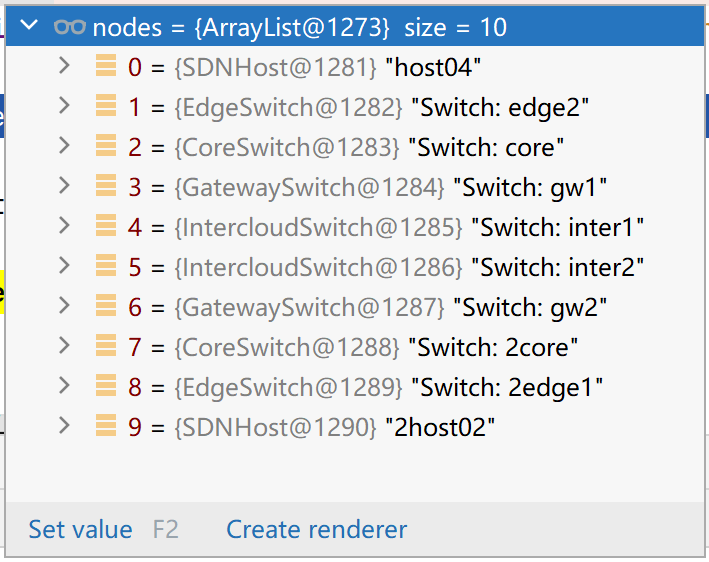 nodes = {ArrayList@1273} size = 10
0 = {SDNHost@1281} "host04"
1 = {EdgeSwitch@1282} "Switch: edge2"
2 = {CoreSwitch@1283} "Switch: core"
3 = {GatewaySwitch@1284} "Switch: gw1"
4 = {IntercloudSwitch@1285} "Switch: inter1"
5 = {IntercloudSwitch@1286} "Switch: inter2"
6 = {GatewaySwitch@1287} "Switch: gw2"
7 = {CoreSwitch@1288} "Switch: 2core"
8 = {EdgeSwitch@1289} "Switch: 2edge1"
9 = {SDNHost@1290} "2host02"
Set value F2 Create renderer